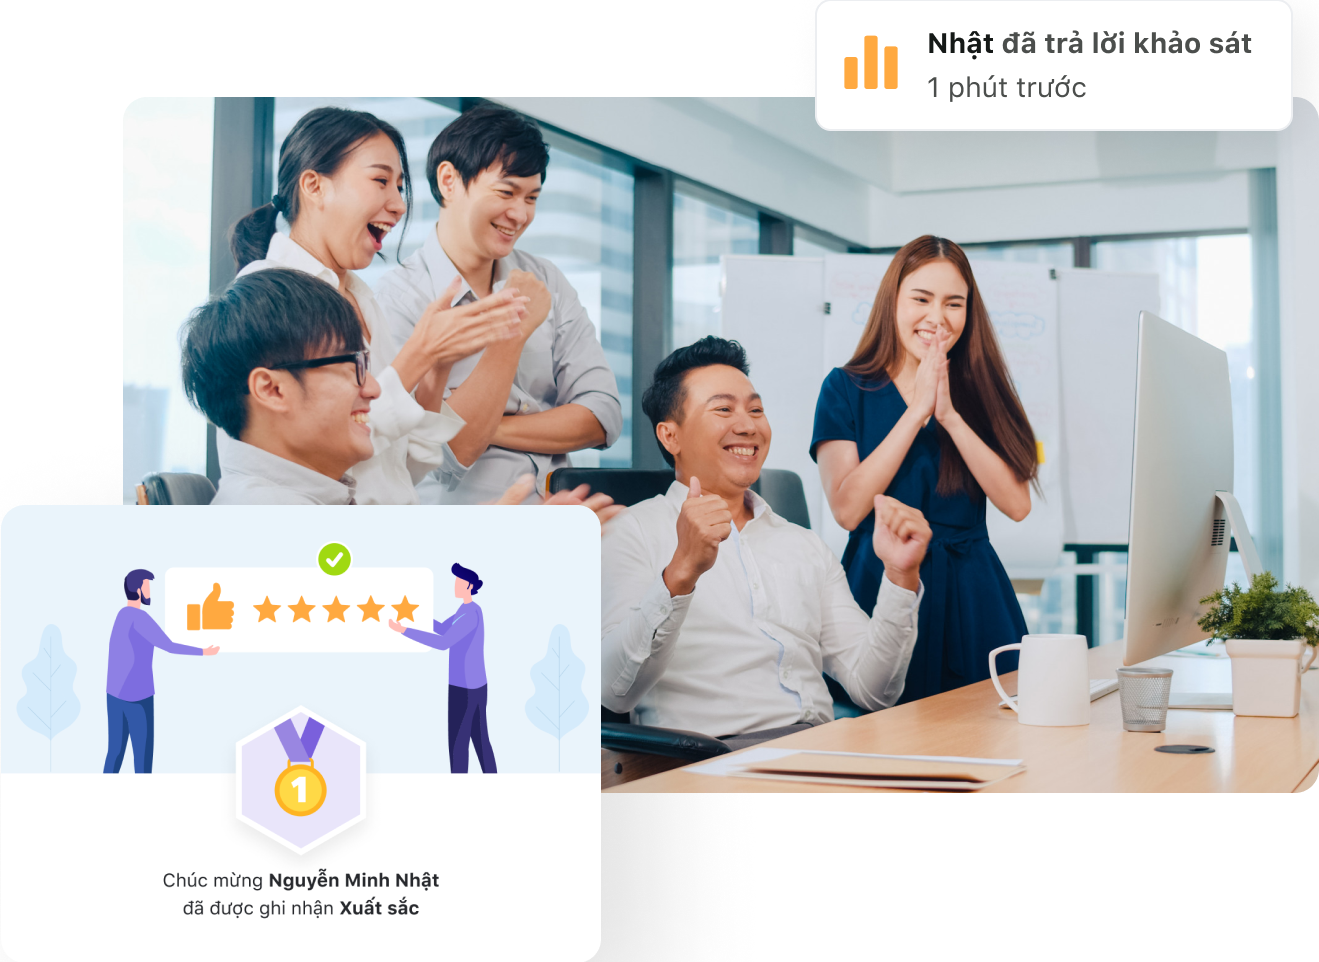 Nhật đã trả lời khảo sát
1 phút trước
1
Chúc mừng Nguyễn Minh Nhật
đã được ghi nhận Xuất sắc